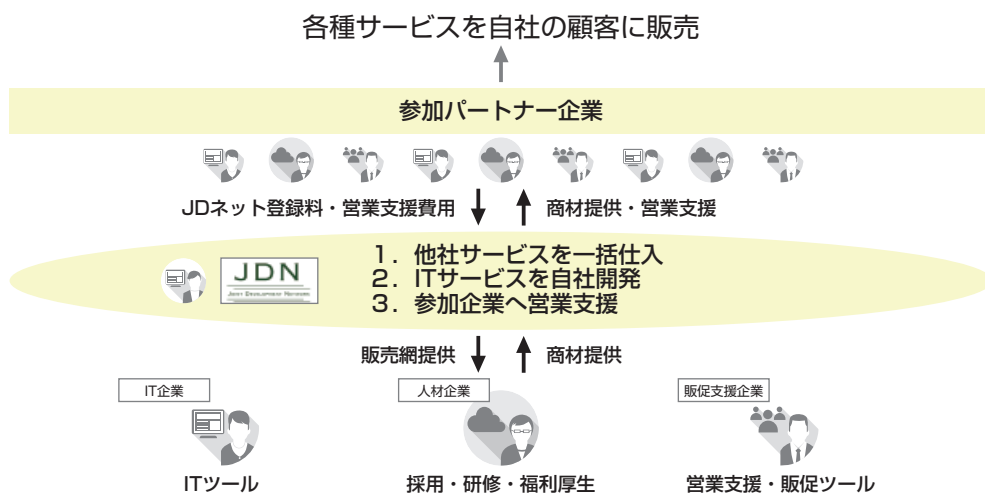 各種サービスを自社の顧客に販売
参加パートナー企業
JDネット登録料・営業支援費用
商材提供・営業支援
JDN
JOINT DEVELOPMENT NETWORK
1. 他社サービスを一括仕入
2. ITサービスを自社開発
3. 参加企業へ営業支援
販売網提供
商材提供
IT企業
人材企業
販促支援企業
ITツール
採用・研修・福利厚生
営業支援・販促ツール